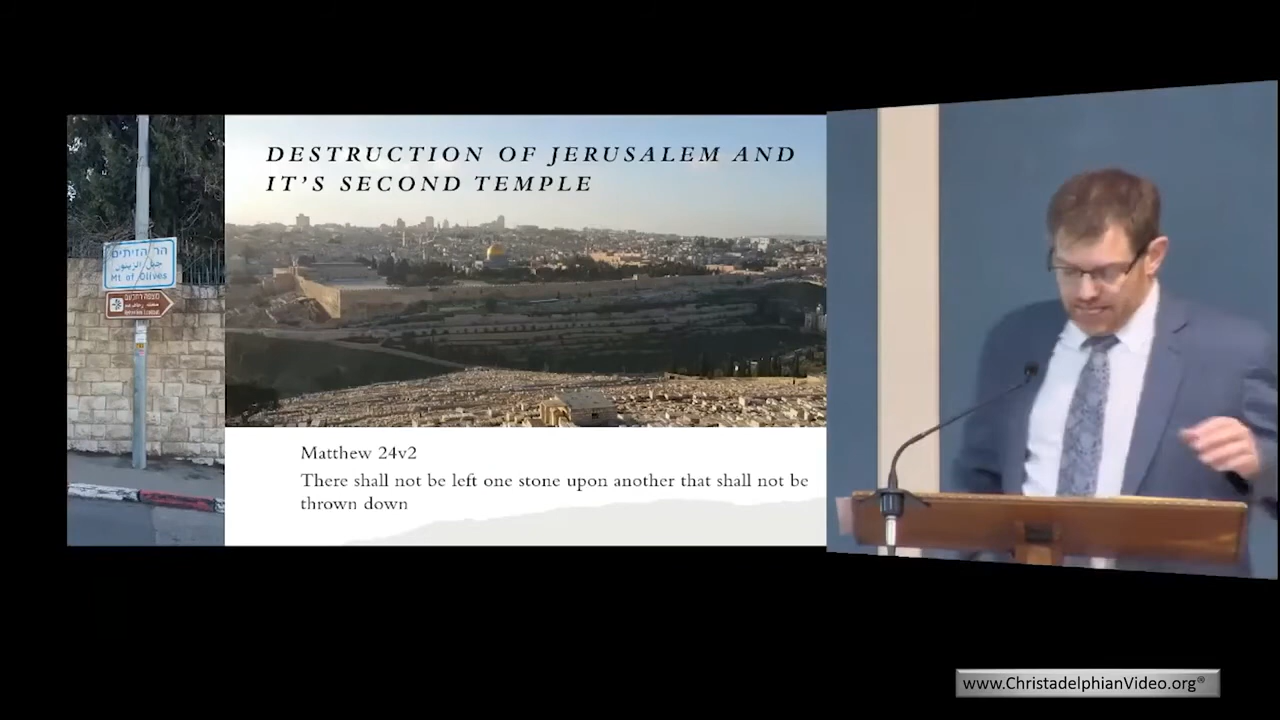 DESTRUCTION OF JERUSALEM AND
IT'S SECOND TEMPLE
הר הזיתים
جبل الزيتون
Mt of Olives
Matthew 24v2
There shall not be left one stone upon another that shall not be
thrown down
www.ChristadelphianVideo.org®